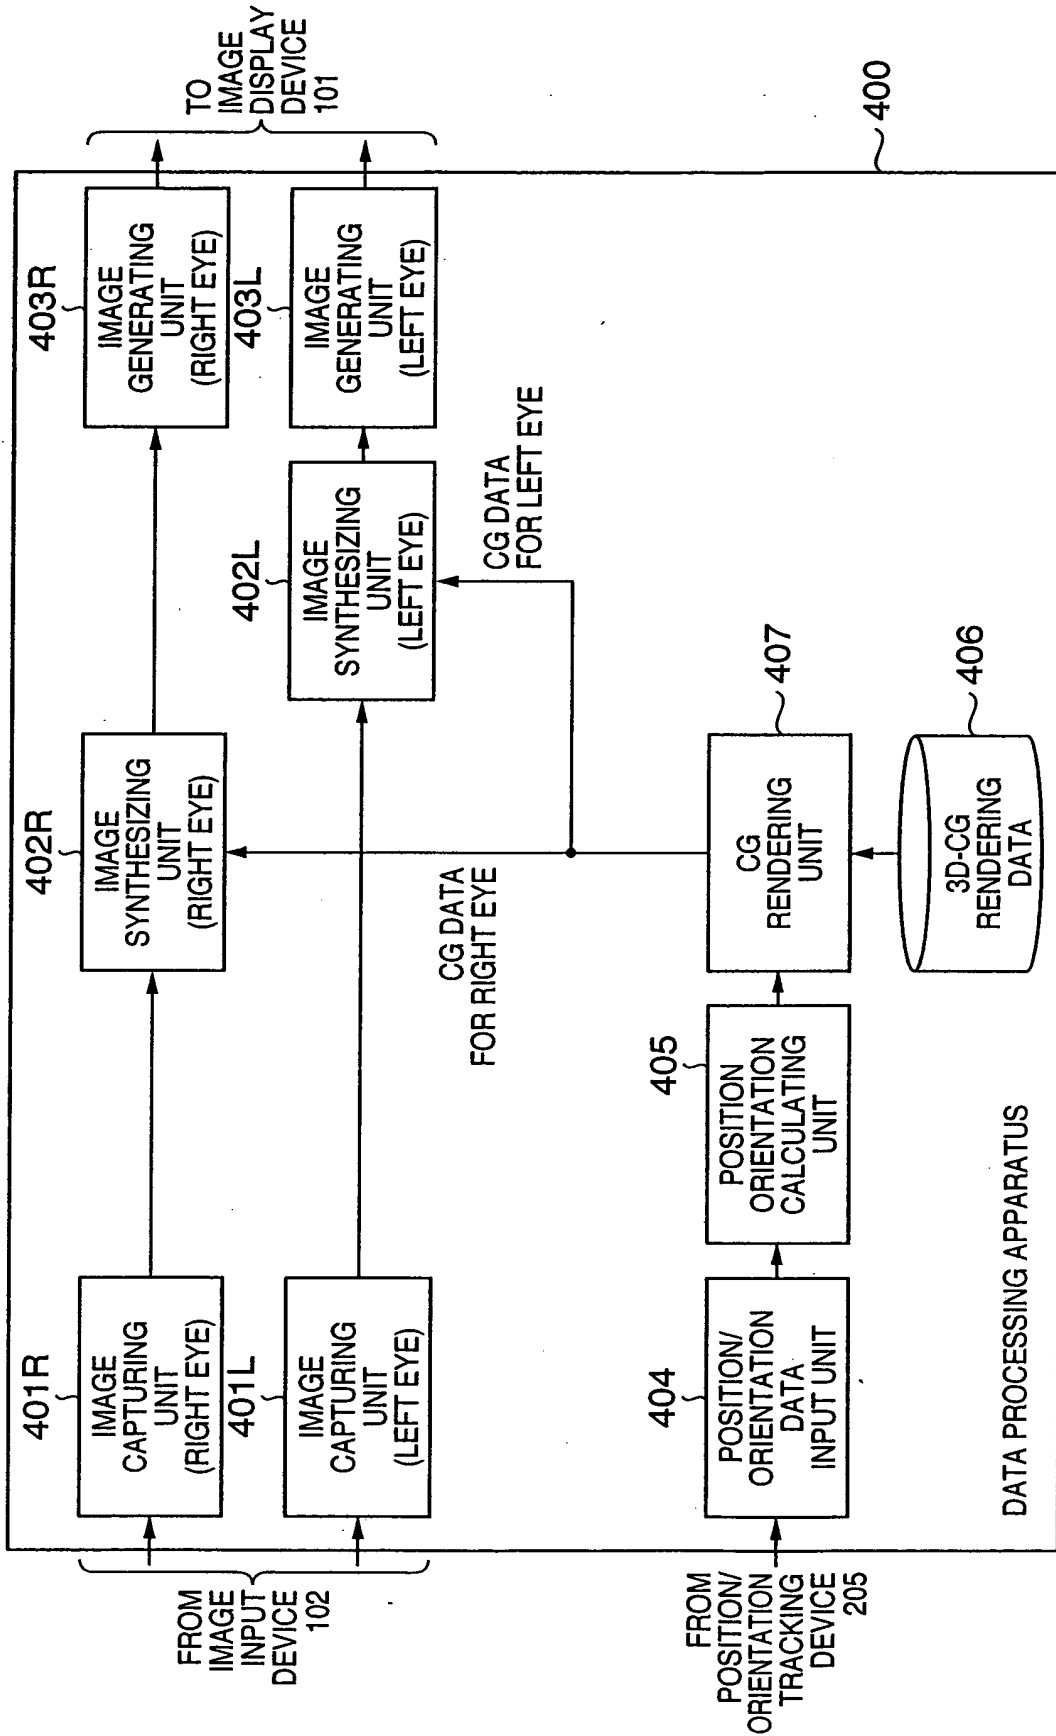 FROM
IMAGE
INPUT
DEVICE
102
401R
IMAGE
CAPTURING
UNIT
(RIGHT EYE)
401L
IMAGE
CAPTURING
UNIT
(LEFT EYE)
402R
IMAGE
SYNTHESIZING
UNIT
(RIGHT EYE)
402L
IMAGE
SYNTHESIZING
UNIT
(LEFT EYE)
403R
IMAGE
GENERATING
UNIT
(RIGHT EYE)
403L
IMAGE
GENERATING
UNIT
(LEFT EYE)
TO
IMAGE
DISPLAY
DEVICE
101
CG DATA
FOR RIGHT EYE
CG DATA
FOR LEFT EYE
400
FROM
POSITION/
ORIENTATION
TRACKING
DEVICE
205
404
POSITION/
ORIENTATION
DATA
INPUT UNIT
405
POSITION
ORIENTATION
CALCULATING
UNIT
CG
RENDERING
UNIT
407
3D-CG
RENDERING
DATA
406
DATA PROCESSING APPARATUS